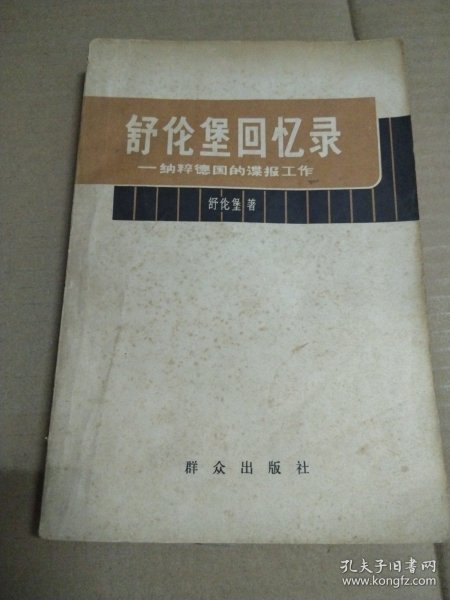 舒伦堡回忆录
—纳粹德国的谍报工作
舒伦堡著
群众出版社
孔夫子旧书网
www.kongfz.com